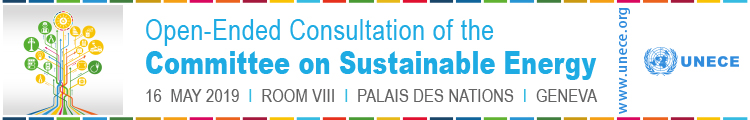 Open-Ended Consultation of the
Committee on Sustainable Energy
16 MAY 2019 | ROOM VIII | PALAIS DES NATIONS | GENEVA
www.unece.org
UNECE